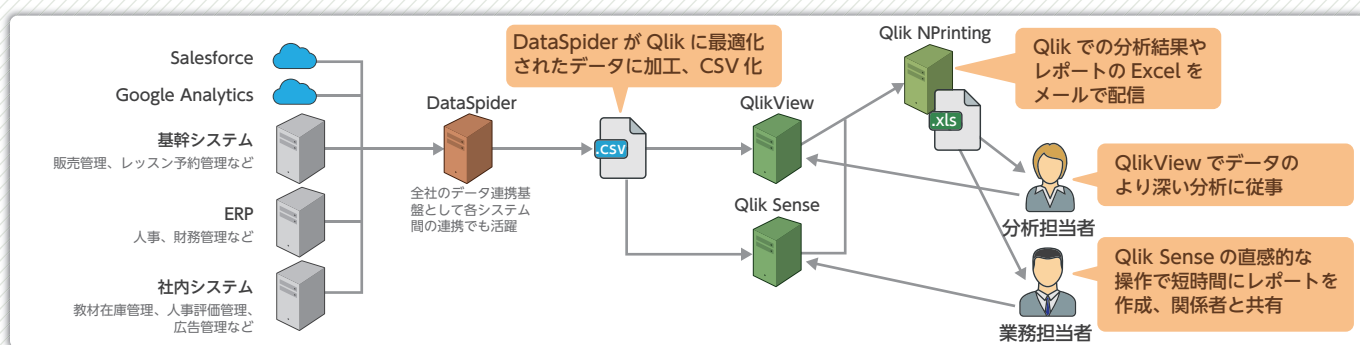 Salesforce
Google Analytics
基幹システム
販売管理、レッスン予約管理など
ERP
人事、財務管理など
社内システム
教材在庫管理、人事評価管理、
広告管理など
DataSpider
全社のデータ連携基
盤として各システム
間の連携でも活躍
DataSpider が Qlik に最適化
されたデータに加工、CSV 化
.CSV
QlikView
Qlik Sense
Qlik NPrinting
.xls
Qlik での分析結果や
レポートの Excel を
メールで配信
QlikView でデータの
より深い分析に従事
分析担当者
Qlik Sense の直感的な
操作で短時間にレポートを
作成、関係者と共有
業務担当者